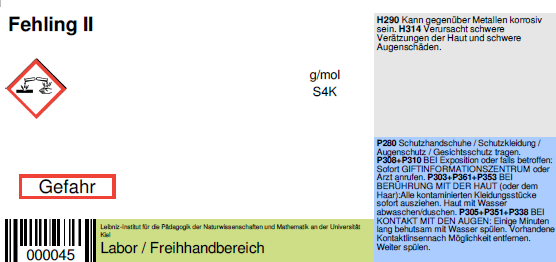 Fehling II
g/mol
S4K
Gefahr
000045
Leibniz-Institut für die Pädagogik der Naturwissenschaften und Mathematik an der Universität
Kiel
Labor / Freihhandbereich
H290 Kann gegenüber Metallen korrosiv
sein. H314 Verursacht schwere
Verätzungen der Haut und schwere
Augenschäden.
P280 Schutzhandschuhe / Schutzkleidung /
Augenschutz / Gesichtsschutz tragen.
P308+P310 BEI Exposition oder falls betroffen:
Sofort GIFTINFORMATIONSZENTRUM oder
Arzt anrufen. P303+P361+P353 BEI
BERÜHRUNG MIT DER HAUT (oder dem
Haar):Alle kontaminierten Kleidungsstücke
sofort ausziehen. Haut mit Wasser
abwaschen/duschen. P305+P351+P338 BEI
KONTAKT MIT DEN AUGEN: Einige Minuten
lang behutsam mit Wasser spülen. Vorhandene
Kontaktlinsennach Möglichkeit entfernen.
Weiter spülen.